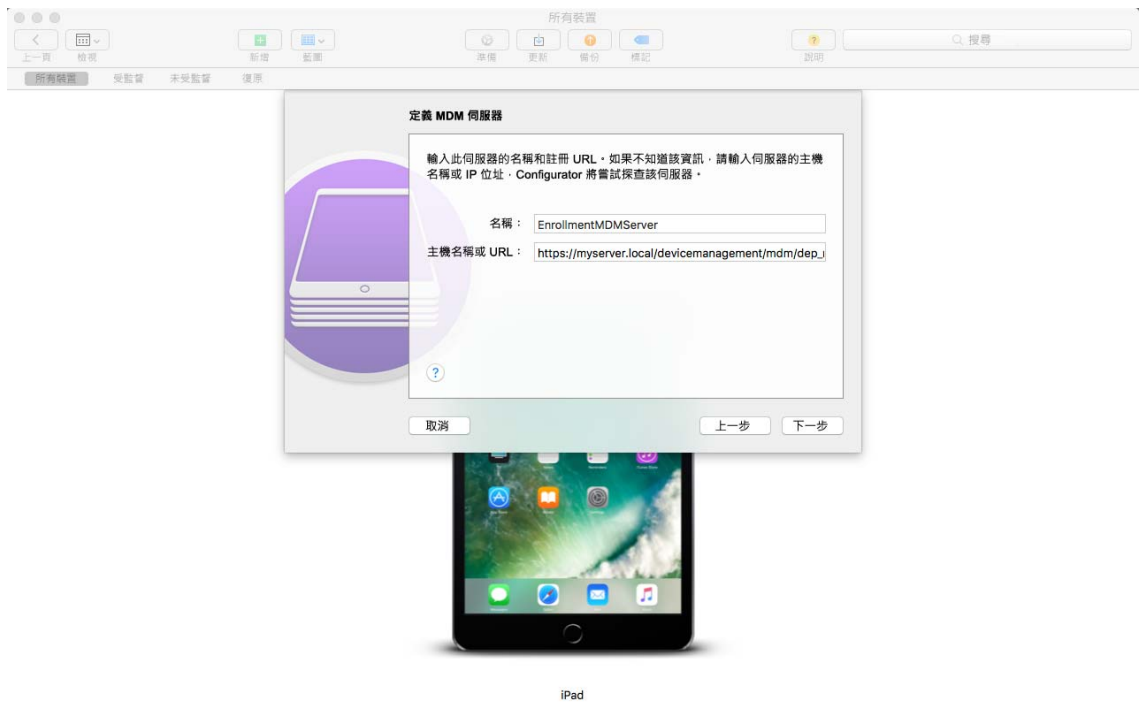 所有裝置
上一頁 檢視 新增 藍圖 準備 更新 備份 標記 說明 搜尋
所有裝置 受監督 未受監督 復原
定義 MDM 伺服器
輸入此伺服器的名稱和註冊 URL。如果不知道該資訊，請輸入伺服器的主機
名稱或 IP 位址，Configurator 將嘗試探查該伺服器。
名稱： EnrollmentMDMServer
主機名稱或 URL： https://myserver.local/devicemanagement/mdm/dep_
?
取消 上一步 下一步
iPad